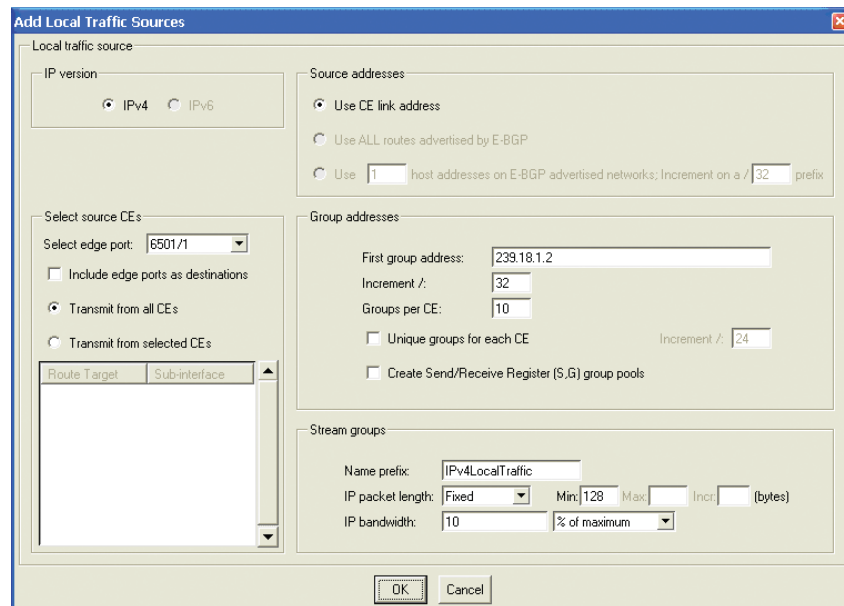 Add Local Traffic Sources
Local traffic source
IP version
IPv4 IPv6
Source addresses
Use CE link address
Use ALL routes advertised by E-BGP
Use 1 host addresses on E-BGP advertised networks; Increment on a / 32 prefix
Select source CEs
Select edge port: 6501/1
Include edge ports as destinations
Transmit from all CEs
Transmit from selected CEs
Route Target Sub-interface
Group addresses
First group address: 239.18.1.2
Increment /: 32
Groups per CE: 10
Unique groups for each CE Increment /: 24
Create Send/Receive Register (S,G) group pools
Stream groups
Name prefix: IPv4LocalTraffic
IP packet length: Fixed Min: 128 Max: Incr: (bytes)
IP bandwidth: 10 % of maximum
OK Cancel